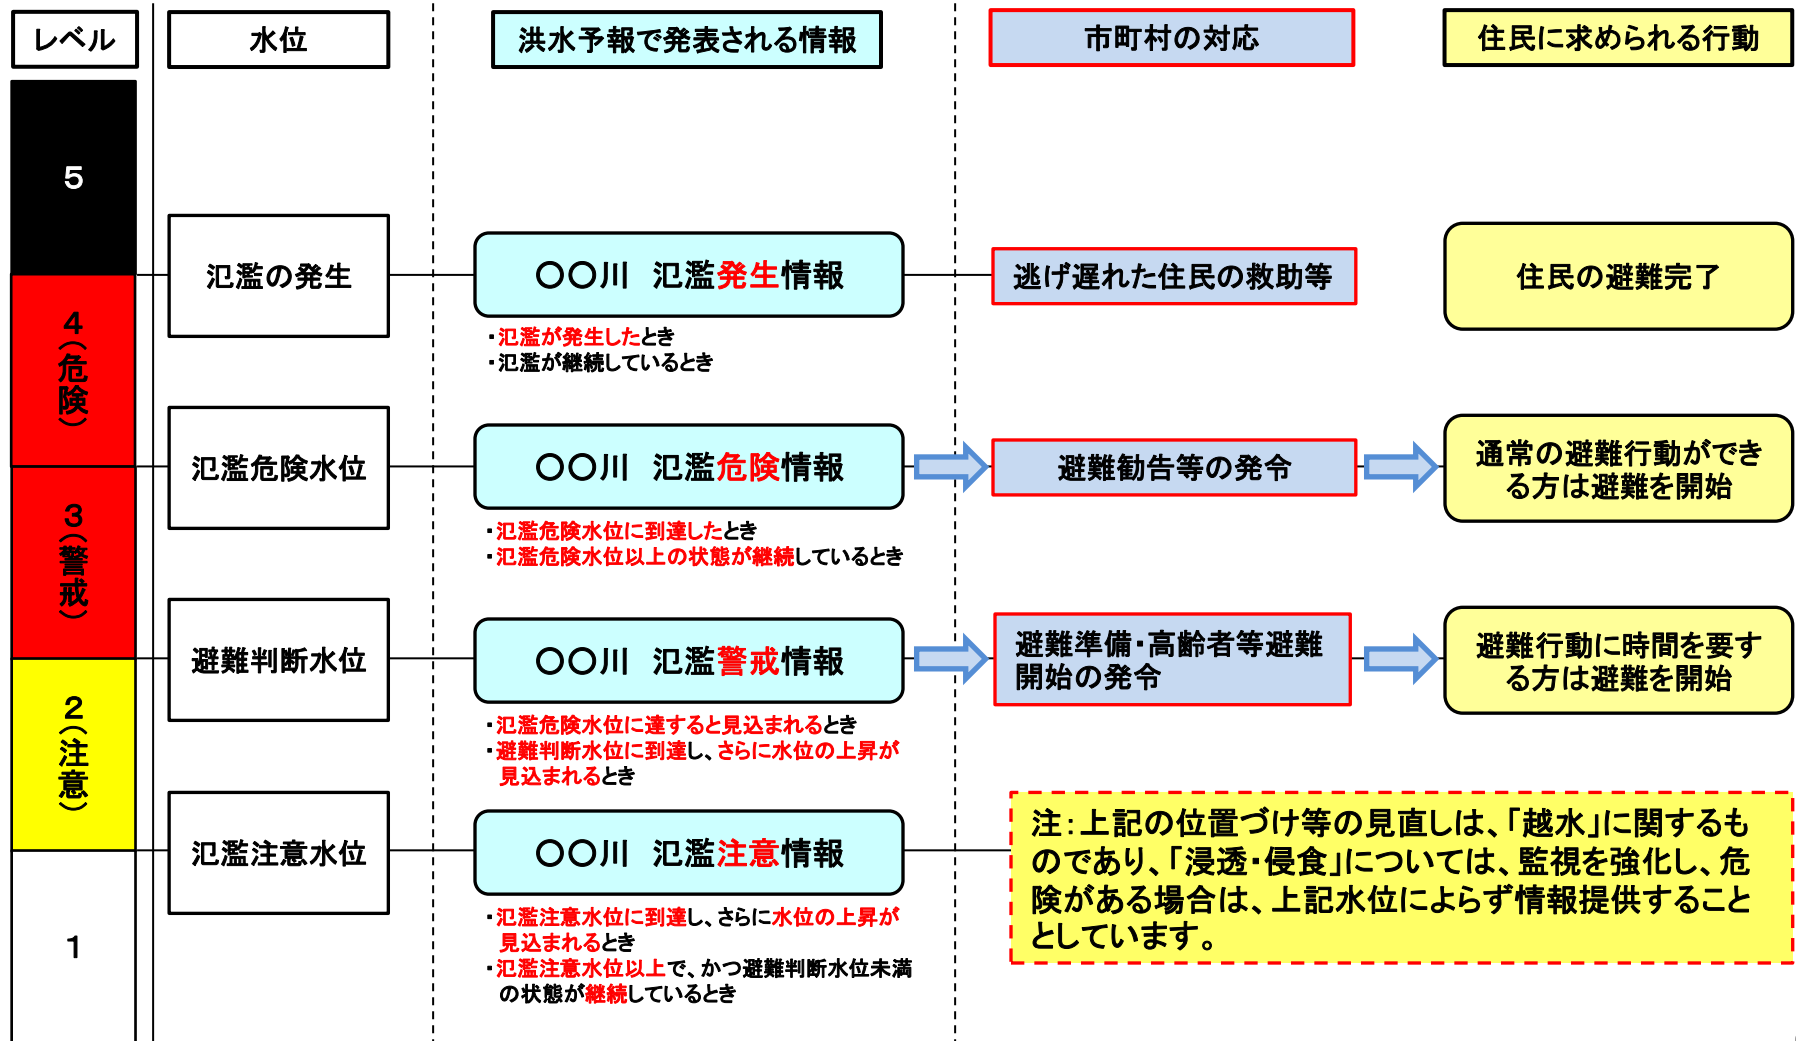 レベル
水位
洪水予報で発表される情報
市町村の対応
住民に求められる行動
5
氾濫の発生
〇〇川 氾濫発生情報
・氾濫が発生したとき
・氾濫が継続しているとき
逃げ遅れた住民の救助等
住民の避難完了
4(危険)
氾濫危険水位
〇〇川 氾濫危険情報
・氾濫危険水位に到達したとき
・氾濫危険水位以上の状態が継続しているとき
避難勧告等の発令
通常の避難行動ができ
る方は避難を開始
3(警戒)
避難判断水位
〇〇川 氾濫警戒情報
・氾濫危険水位に達すると見込まれるとき
・避難判断水位に到達し、さらに水位の上昇が
見込まれるとき
避難準備・高齢者等避難
開始の発令
避難行動に時間を要す
る方は避難を開始
2(注意)
氾濫注意水位
〇〇川 氾濫注意情報
・氾濫注意水位に到達し、さらに水位の上昇が
見込まれるとき
・氾濫注意水位以上で、かつ避難判断水位未満
の状態が継続しているとき
注:上記の位置づけ等の見直しは、「越水」に関するも
のであり、「浸透・侵食」については、監視を強化し、危
険がある場合は、上記水位によらず情報提供すること
としています。
1